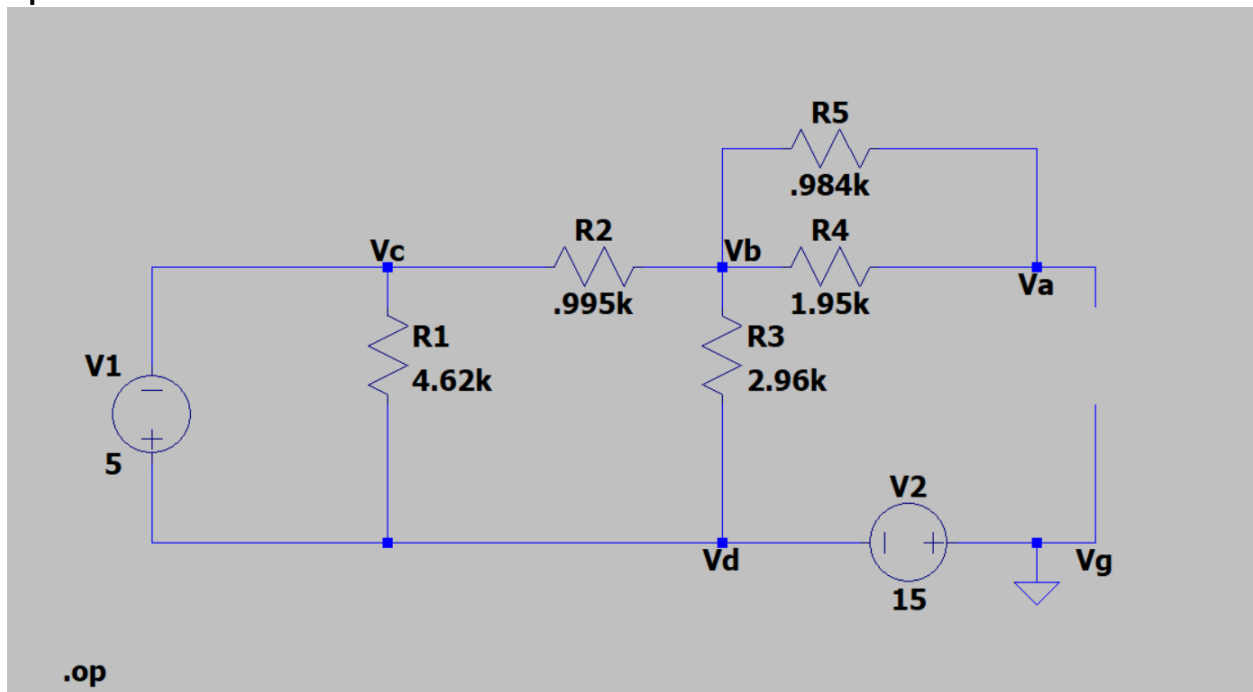 R5
.984k
R2
R4
Vc
Vb
Va
.995k
1.95k
R1
R3
V1
4.62k
2.96k
5
V2
Vd
Vg
15
.op